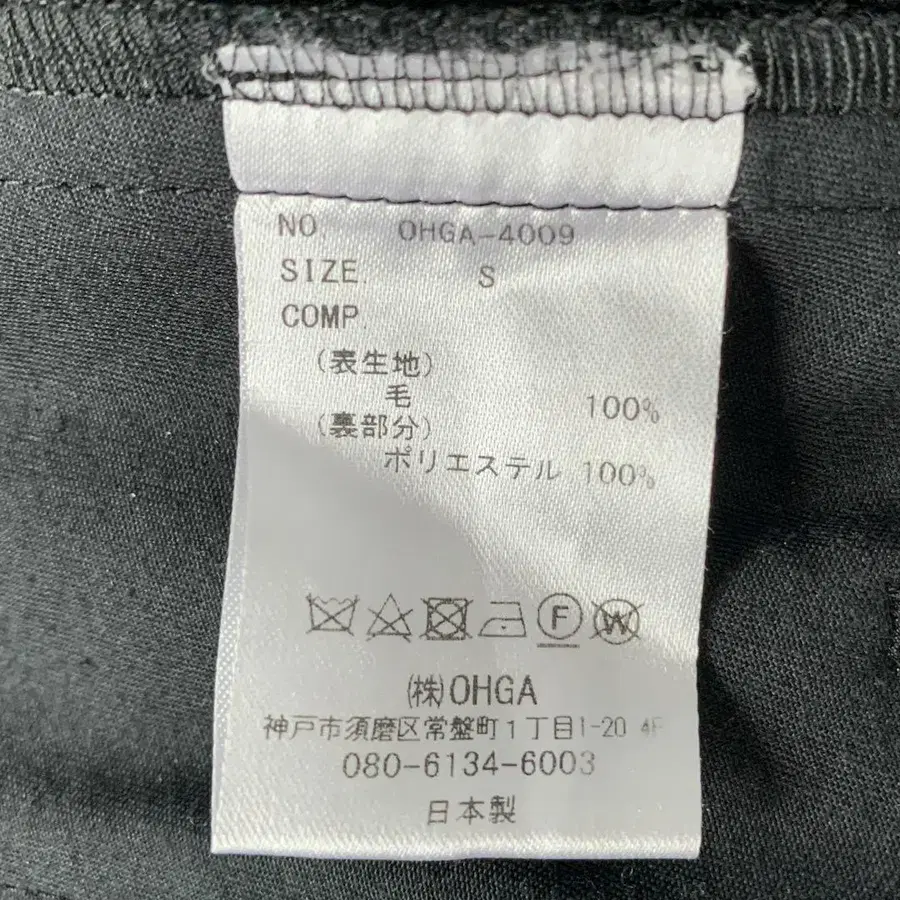 NO. OHGA-4009
SIZE. S
COMP.
(表生地)
毛 100%
(裏部分)
ポリエステル 100%
F W
(株)OHGA
神戸市須磨区常盤町1丁目1-20 4F
080-6134-6003
日本製